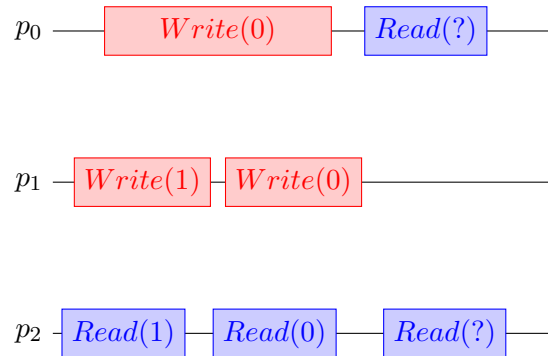 p₀ Write(0) Read(?)
p₁ Write(1) Write(0)
p₂ Read(1) Read(0) Read(?)